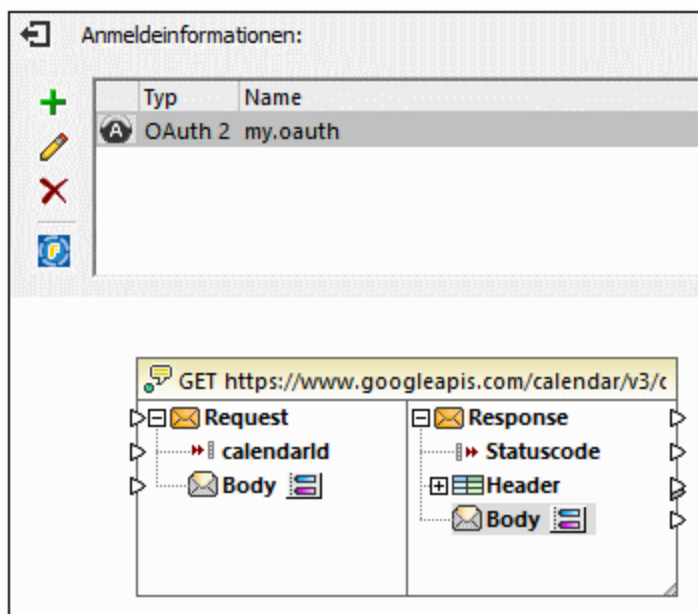 Anmeldeinformationen:
Typ Name
OAuth 2 my.oauth
GET https://www.googleapis.com/calendar/v3/c
Request Response
calendarId Statuscode
Body Header
Body